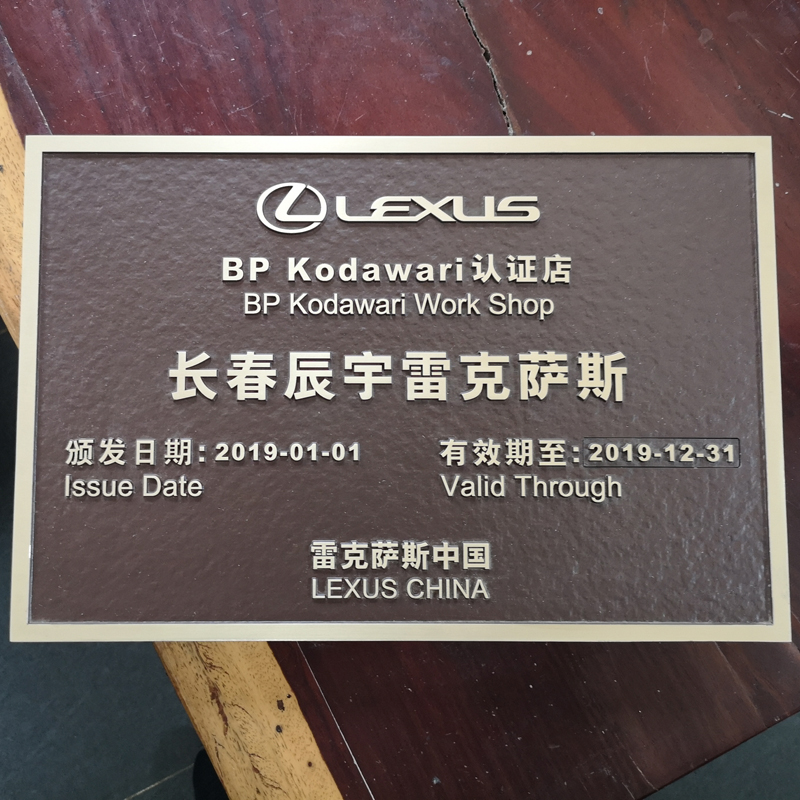 LEXUS
BP Kodawari认证店
BP Kodawari Work Shop
长春辰宇雷克萨斯
颁发日期:2019-01-01 有效期至:2019-12-31
Issue Date Valid Through
雷克萨斯中国
LEXUS CHINA